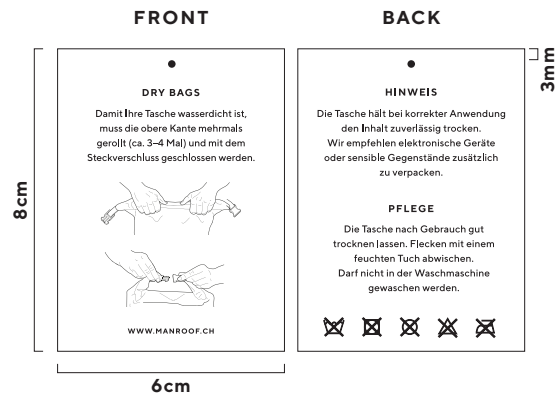 FRONT
BACK
8cm
6cm
3mm
DRY BAGS
Damit Ihre Tasche wasserdicht ist,
muss die obere Kante mehrmals
gerollt (ca. 3–4 Mal) und mit dem
Steckverschluss geschlossen werden.
WWW.MANROOF.CH
HINWEIS
Die Tasche hält bei korrekter Anwendung
den Inhalt zuverlässig trocken.
Wir empfehlen elektronische Geräte
oder sensible Gegenstände zusätzlich
zu verpacken.
PFLEGE
Die Tasche nach Gebrauch gut
trocknen lassen. Flecken mit einem
feuchten Tuch abwischen.
Darf nicht in der Waschmaschine
gewaschen werden.